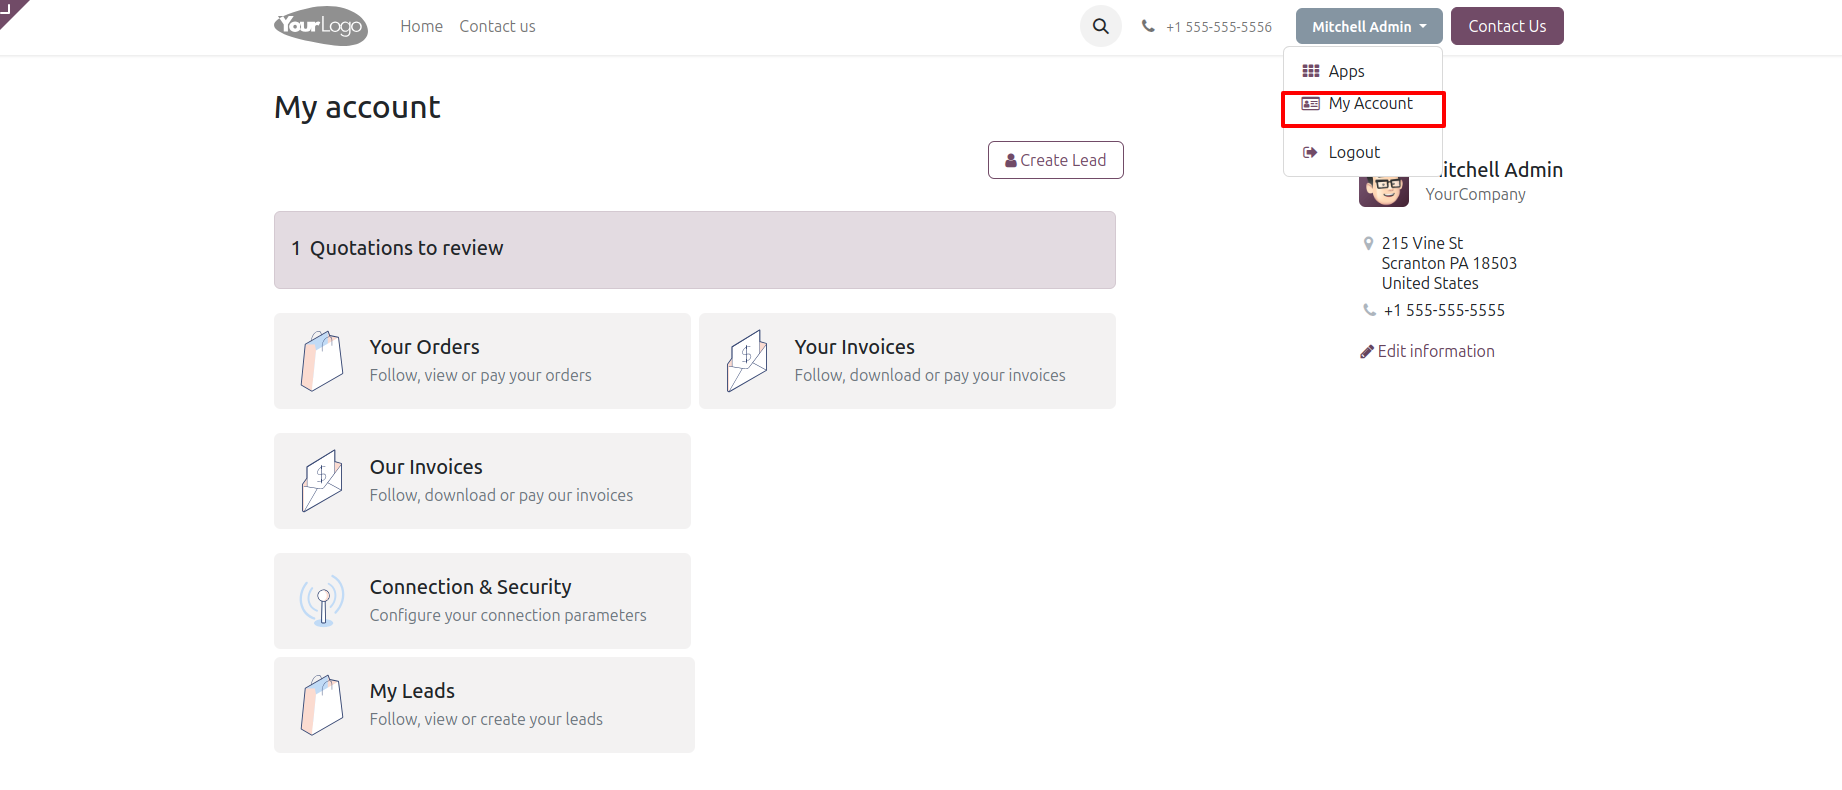 YourLogo
Home Contact us
+1 555-555-5556
Mitchell Admin
Contact Us
Apps
My Account
Logout
My account
Create Lead
itchell Admin
YourCompany
215 Vine St
Scranton PA 18503
United States
+1 555-555-5555
Edit information
1 Quotations to review
Your Orders
Follow, view or pay your orders
Your Invoices
Follow, download or pay your invoices
Our Invoices
Follow, download or pay our invoices
Connection & Security
Configure your connection parameters
My Leads
Follow, view or create your leads